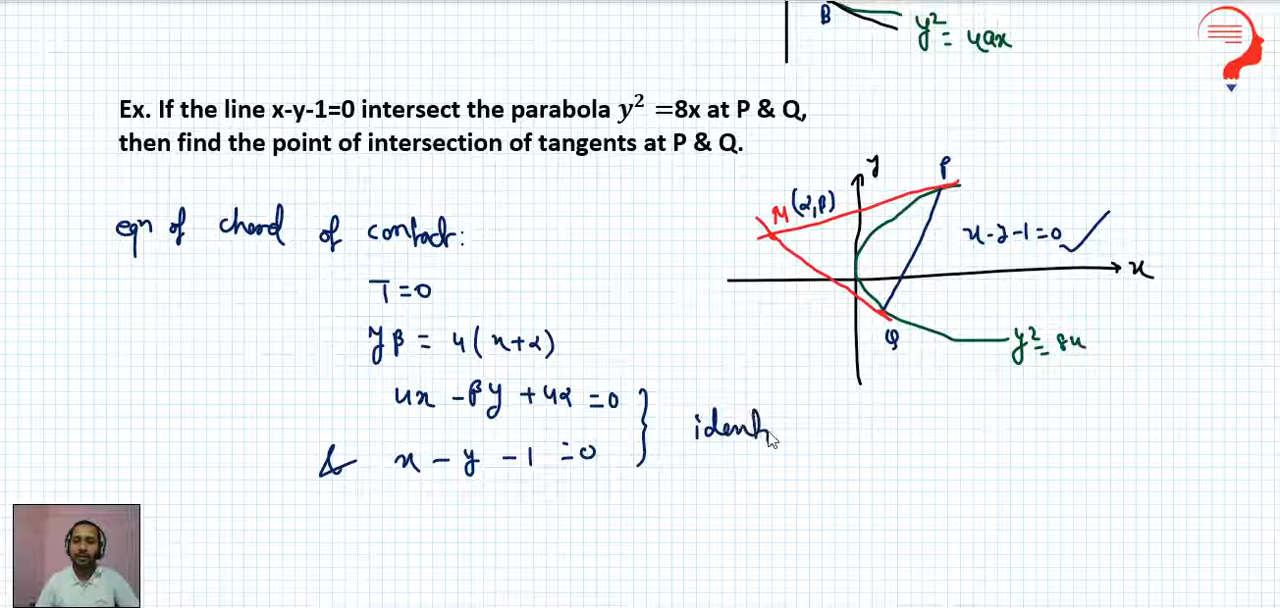 B
y² = 4ax
Ex. If the line x-y-1=0 intersect the parabola y² =8x at P & Q,
then find the point of intersection of tangents at P & Q.
y
P
M (α,β)
eqn of chord of contact:
x-y-1=0 ✓
x
T=0
yβ = 4(x+α)
Q
y² = 8x
4x - βy + 4α = 0
& x - y - 1 = 0
identi